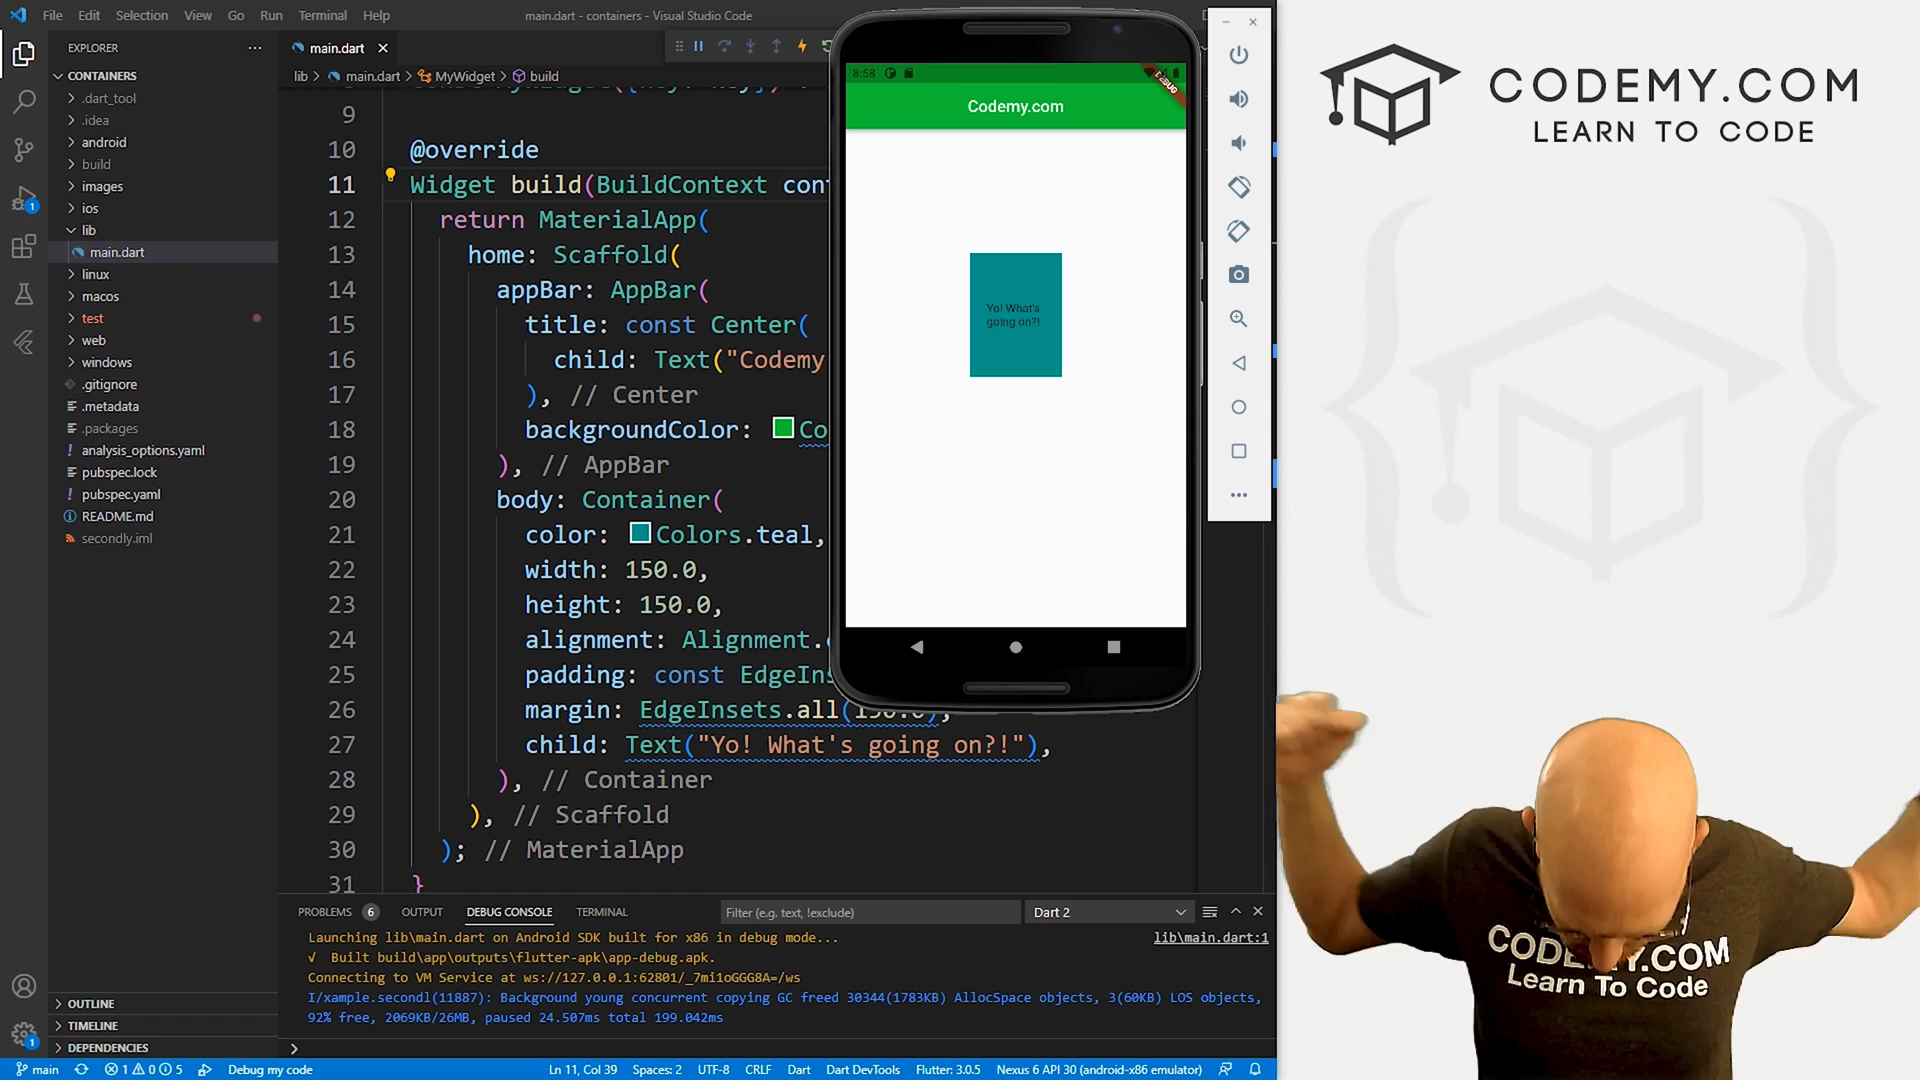 File Edit Selection View Go Run Terminal Help
main.dart - containers - Visual Studio Code
EXPLORER
CONTAINERS
.dart_tool
.idea
android
build
images
ios
lib
main.dart
linux
macos
test
web
windows
.gitignore
.metadata
.packages
analysis_options.yaml
pubspec.lock
pubspec.yaml
README.md
secondly.iml
OUTLINE
TIMELINE
DEPENDENCIES
main.dart
lib > main.dart > MyWidget > build
9
10 @override
11 Widget build(BuildContext cont
12 return MaterialApp(
13 home: Scaffold(
14 appBar: AppBar(
15 title: const Center(
16 child: Text("Codemy
17 ), // Center
18 backgroundColor: Co
19 ), // AppBar
20 body: Container(
21 color: Colors.teal,
22 width: 150.0,
23 height: 150.0,
24 alignment: Alignment.
25 padding: const EdgeIns
26 margin: EdgeInsets.all(150.0),
27 child: Text("Yo! What's going on?!"),
28 ), // Container
29 ), // Scaffold
30 ); // MaterialApp
31 }
8:58
DEBUG
Codemy.com
Yo! What's
going on?!
PROBLEMS 6 OUTPUT DEBUG CONSOLE TERMINAL
Filter (e.g. text, !exclude)
Dart 2
Launching lib\main.dart on Android SDK built for x86 in debug mode...
lib\main.dart:1
√ Built build\app\outputs\flutter-apk\app-debug.apk.
Connecting to VM Service at ws://127.0.0.1:62801/_7mi1oGGG8A=/ws
I/xample.secondl(11887): Background young concurrent copying GC freed 30344(1783KB) AllocSpace objects, 3(60KB) LOS objects,
92% free, 2069KB/26MB, paused 24.507ms total 199.042ms
main 1 0 5 Debug my code
Ln 11, Col 39 Spaces: 2 UTF-8 CRLF Dart Dart DevTools Flutter: 3.0.5 Nexus 6 API 30 (android-x86 emulator)
CODEMY.COM
LEARN TO CODE
CODEMY.COM
Learn To Code